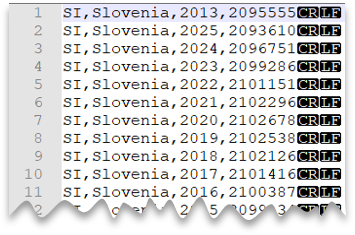 1 SI,Slovenia,2013,2095555CRLF
2 SI,Slovenia,2025,2093610CRLF
3 SI,Slovenia,2024,2096751CRLF
4 SI,Slovenia,2023,2099286CRLF
5 SI,Slovenia,2022,2101151CRLF
6 SI,Slovenia,2021,2102296CRLF
7 SI,Slovenia,2020,2102678CRLF
8 SI,Slovenia,2019,2102538CRLF
9 SI,Slovenia,2018,2102126CRLF
10 SI,Slovenia,2017,2101416CRLF
11 SI,Slovenia,2016,2100387CRLF